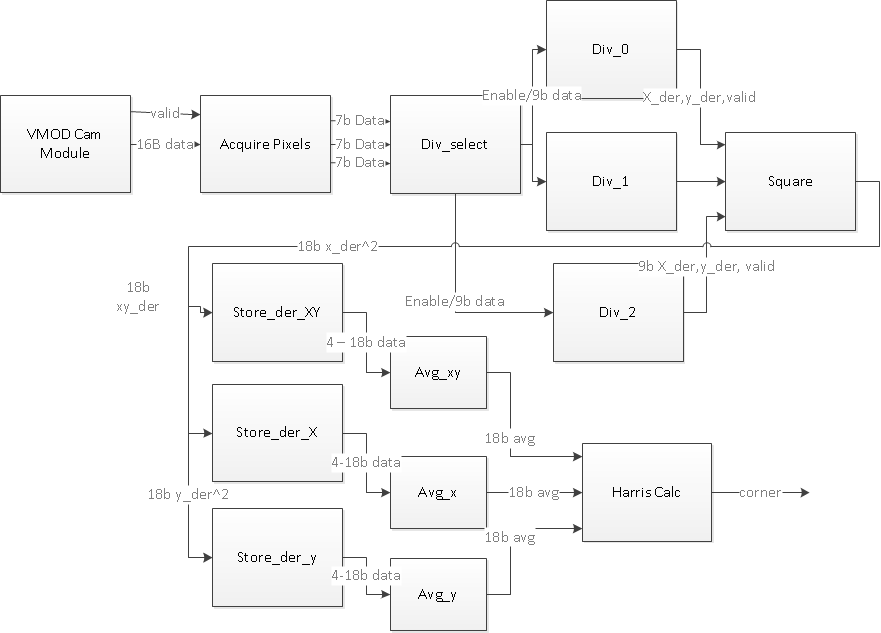 Div_0
Enable/9b data
X_der,y_der,valid
valid
7b Data
VMOD Cam
Module
16B data
Acquire Pixels
7b Data
Div_select
7b Data
Div_1
Square
18b x_der^2
9b X_der,y_der, valid
18b
xy_der
Enable/9b data
Store_der_XY
Div_2
4 – 18b data
Avg_xy
Store_der_X
18b avg
4-18b data
18b y_der^2
Avg_x
18b avg
Harris Calc
corner
18b avg
Store_der_y
4-18b data
Avg_y